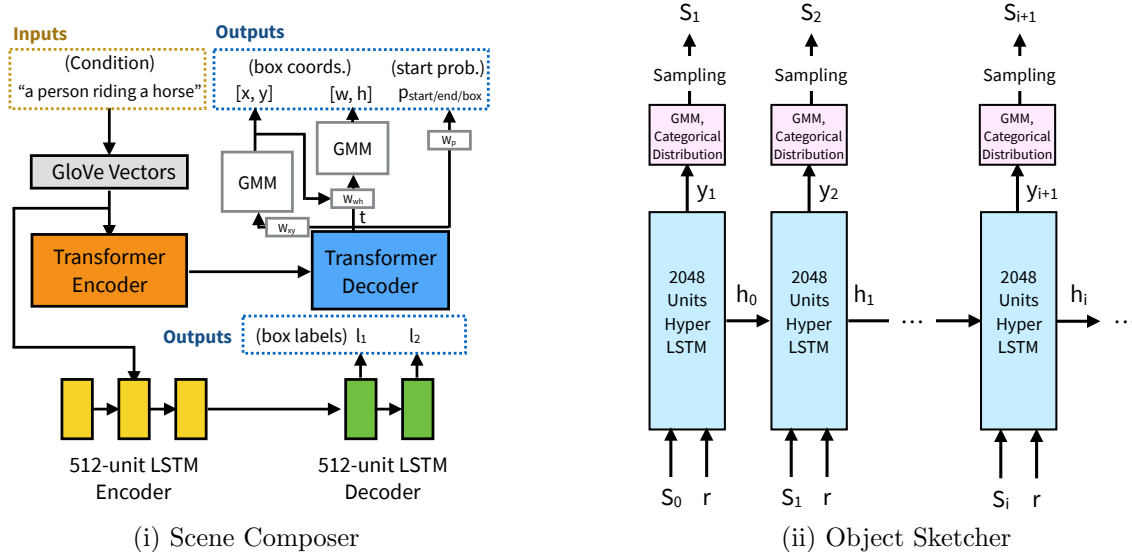 Inputs
(Condition)
“a person riding a horse”
GloVe Vectors
Transformer
Encoder
Outputs
(box coords.)
(start prob.)
[x, y]
[w, h]
pstart/end/box
GMM
GMM
Wp
Wwh
Wxy
t
Transformer
Decoder
Outputs
(box labels) l1 l2
512-unit LSTM
Encoder
512-unit LSTM
Decoder
(i) Scene Composer
S1
Sampling
GMM,
Categorical
Distribution
y1
2048
Units
Hyper
LSTM
h0
S0 r
S2
Sampling
GMM,
Categorical
Distribution
y2
2048
Units
Hyper
LSTM
h1
S1 r
...
Si+1
Sampling
GMM,
Categorical
Distribution
yi+1
2048
Units
Hyper
LSTM
hi
...
Si r
(ii) Object Sketcher